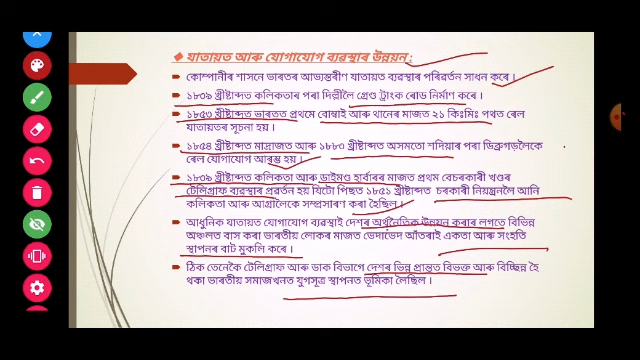 ❖ যাতায়ত আৰু যোগাযোগ ব্যৱস্থাৰ উন্নয়ন :
কোম্পানীৰ শাসনে ভাৰতৰ আভ্যন্তৰীণ যাতায়ত ব্যৱস্থাৰ পৰিৱৰ্তন সাধন কৰে ।
১৮৩৯ খ্ৰীষ্টাব্দত কলিকতাৰ পৰা দিল্লীলৈ গ্ৰেণ্ড ট্ৰাংক ৰোড নিৰ্মাণ কৰে ।
১৮৫৩ খ্ৰীষ্টাব্দত ভাৰতত প্ৰথমে বোম্বাই আৰু থানেৰ মাজত ২১ কিঃমিঃ পথত ৰেল
যাতায়তৰ সূচনা হয় ।
১৮৫৪ খ্ৰীষ্টাব্দত মাদ্ৰাজত আৰু ১৮৮৩ খ্ৰীষ্টাব্দত অসমতো শদিয়াৰ পৰা ডিব্ৰুগড়লৈকে
ৰেল যোগাযোগ আৰম্ভ হয় ।
১৮৩৯ খ্ৰীষ্টাব্দত কলিকতা আৰু ডাইমণ্ড হাৰ্বাৰৰ মাজত প্ৰথম বেচৰকাৰী খণ্ডৰ
টেলিগ্ৰাফ ব্যৱস্থাৰ প্ৰৱৰ্তন হয় যিটো পিছত ১৮৫১ খ্ৰীষ্টাব্দত চৰকাৰী নিয়ন্ত্ৰনলৈ আনি
কলিকতা আৰু আগ্ৰালৈকে সম্প্ৰসাৰণ কৰা হৈছিল ।
আধুনিক যাতায়ত যোগাযোগ ব্যৱস্থাই দেশৰ অৰ্থনৈতিক উন্নয়ন কৰাৰ লগতে বিভিন্ন
অঞ্চলত বাস কৰা ভাৰতীয় লোকৰ মাজত ভেদাভেদ আঁতৰাই একতা আৰু সংহতি
স্থাপনৰ বাট মুকলি কৰে ।
ঠিক তেনেকৈ টেলিগ্ৰাফ আৰু ডাক বিভাগে দেশৰ ভিন্ন প্ৰান্তত বিভক্ত আৰু বিচ্ছিন্ন হৈ
থকা ভাৰতীয় সমাজখনত যুগসূত্ৰ স্থাপনত ভূমিকা লৈছিল ।